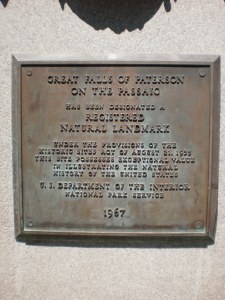 GREAT FALLS OF PATERSON
ON THE PASSAIC
HAS BEEN DESIGNATED A
REGISTERED
NATURAL LANDMARK
UNDER THE PROVISIONS OF THE
HISTORIC SITES ACT OF AUGUST 21, 1935
THIS SITE POSSESSES EXCEPTIONAL VALUE
IN ILLUSTRATING THE NATURAL
HISTORY OF THE UNITED STATES
U. S. DEPARTMENT OF THE INTERIOR
NATIONAL PARK SERVICE
1967